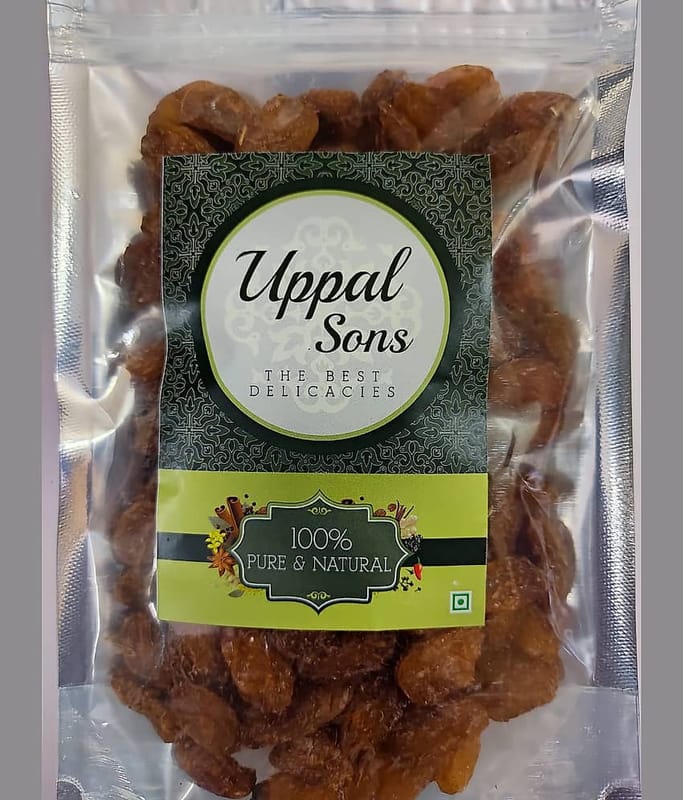 Uppal
Sons
THE BEST
DELICACIES
100%
PURE & NATURAL